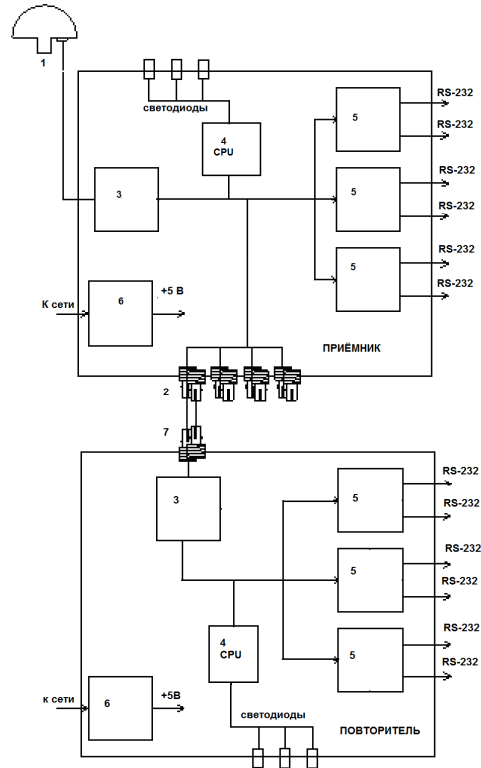 1
RS-232
RS-232
светодиоды
4
CPU
5
RS-232
3
5
RS-232
RS-232
5
RS-232
К сети
6
+5 В
ПРИЁМНИК
2
7
RS-232
3
5
RS-232
RS-232
5
RS-232
4
CPU
RS-232
5
RS-232
к сети
6
+5В
светодиоды
ПОВТОРИТЕЛЬ